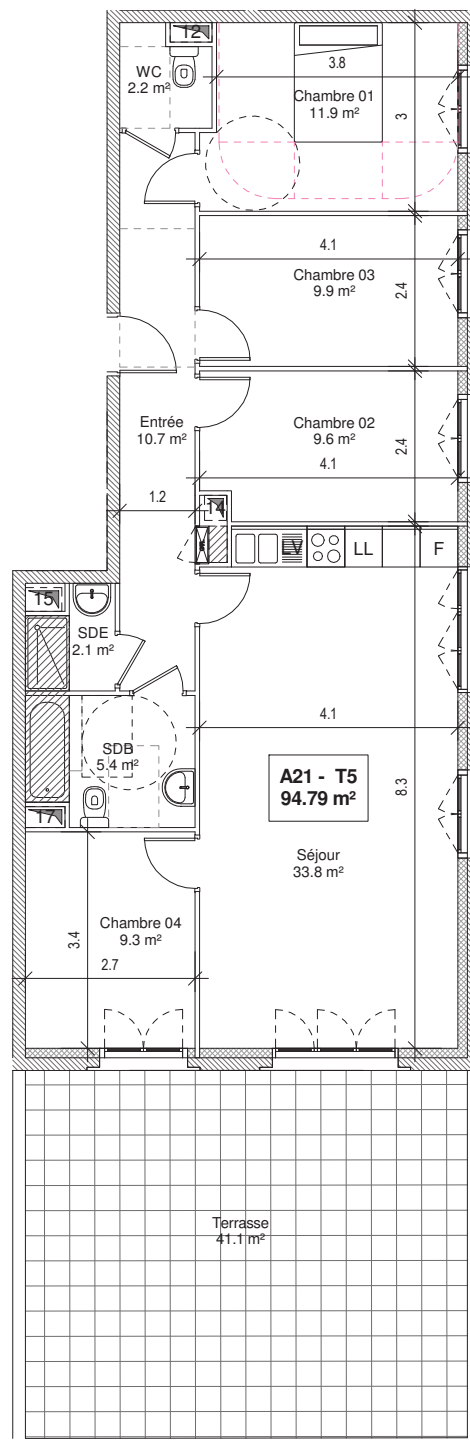 12
WC
2.2 m²
3.8
Chambre 01
11.9 m²
3
4.1
Chambre 03
9.9 m²
2.4
Entrée
10.7 m²
Chambre 02
9.6 m²
4.1
2.4
1.2
14
LV
LL
F
15
SDE
2.1 m²
4.1
SDB
5.4 m²
A21 - T5
94.79 m²
8.3
17
Séjour
33.8 m²
Chambre 04
9.3 m²
3.4
2.7
Terrasse
41.1 m²